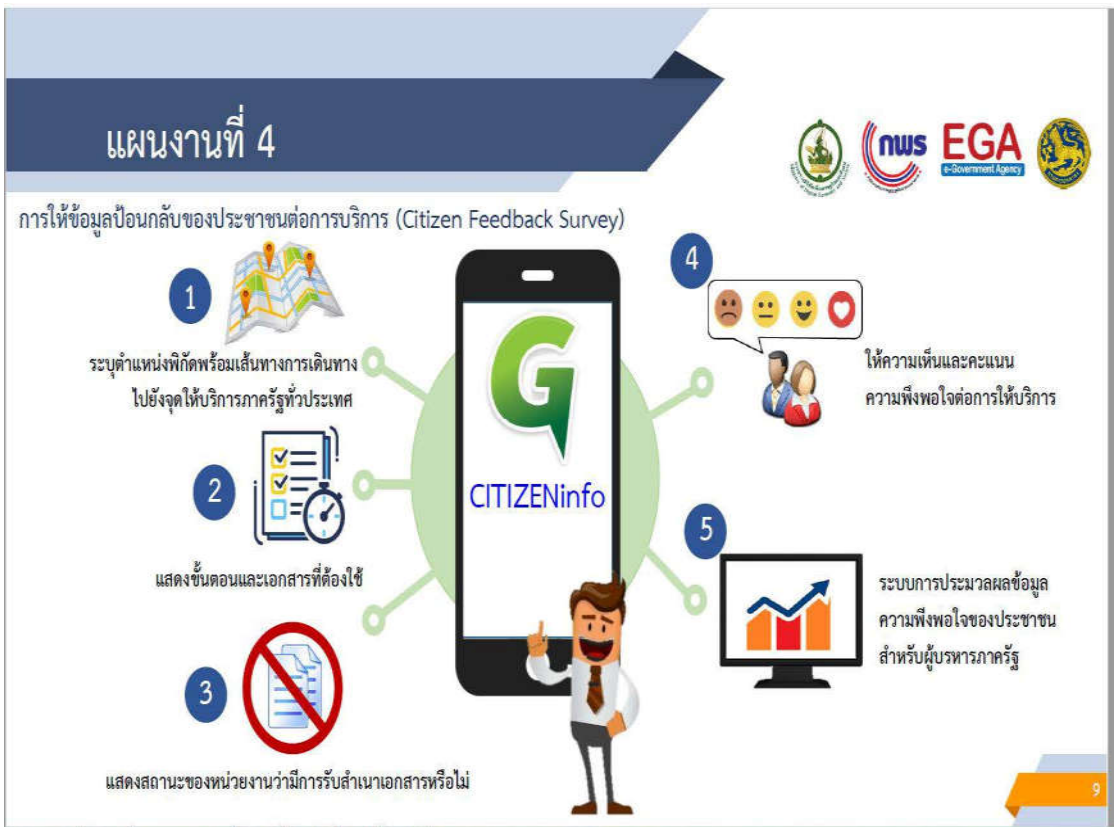 แผนงานที่ 4
กพร
EGA
e-Government Agency
การให้ข้อมูลป้อนกลับของประชาชนต่อการบริการ (Citizen Feedback Survey)
1
ระบุตำแหน่งพิกัดพร้อมเส้นทางการเดินทาง
ไปยังจุดให้บริการภาครัฐทั่วประเทศ
2
แสดงขั้นตอนและเอกสารที่ต้องใช้
3
แสดงสถานะของหน่วยงานว่ามีการรับสำเนาเอกสารหรือไม่
G
CITIZENinfo
4
ให้ความเห็นและคะแนน
ความพึงพอใจต่อการให้บริการ
5
ระบบการประมวลผลข้อมูล
ความพึงพอใจของประชาชน
สำหรับผู้บรหารภาครัฐ
9